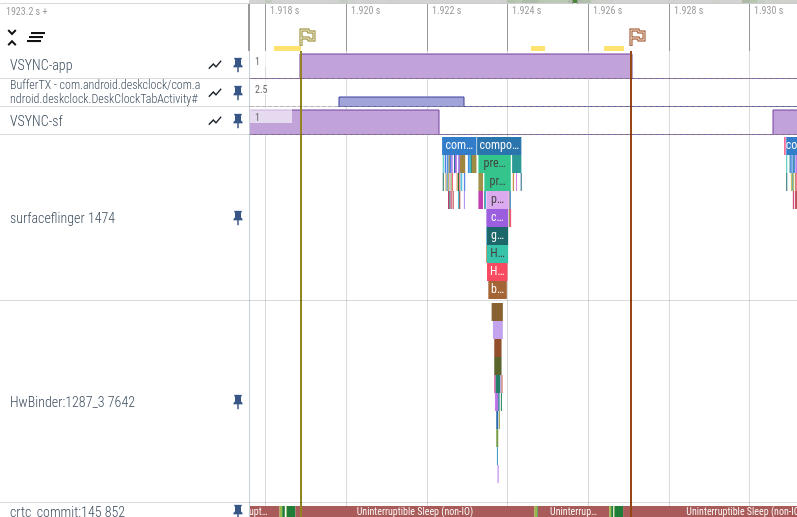 1923.2 s +
1.918 s
1.920 s
1.922 s
1.924 s
1.926 s
1.928 s
1.930 s
VSYNC-app
1
BufferTX - com.android.deskclock/com.a
ndroid.deskclock.DeskClockTabActivity#
2.5
VSYNC-sf
1
com...
compo...
co
pre...
pr...
p...
surfaceflinger 1474
c...
g...
H...
H...
b...
HwBinder:1287_3 7642
crtc_commit:145 852
upt...
Uninterruptible Sleep (non-IO)
Uninterrup...
Uninterruptible Sleep (non-IO